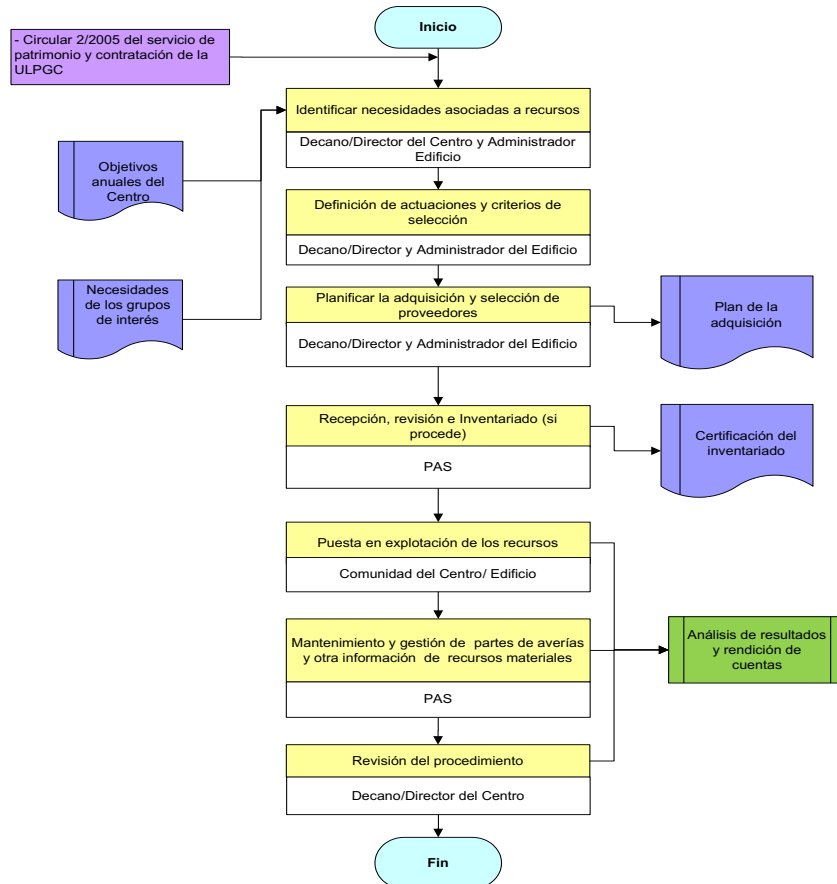 Inicio
- Circular 2/2005 del servicio de
patrimonio y contratación de la
ULPGC
Identificar necesidades asociadas a recursos
Decano/Director del Centro y Administrador
Edificio
Objetivos
anuales del
Centro
Definición de actuaciones y criterios de
selección
Decano/Director y Administrador del Edificio
Necesidades
de los grupos
de interés
Planificar la adquisición y selección de
proveedores
Decano/Director y Administrador del Edificio
Plan de la
adquisición
Recepción, revisión e Inventariado (si
procede)
PAS
Certificación del
inventariado
Puesta en explotación de los recursos
Comunidad del Centro/ Edificio
Mantenimiento y gestión de partes de averías
y otra información de recursos materiales
PAS
Análisis de resultados
y rendición de
cuentas
Revisión del procedimiento
Decano/Director del Centro
Fin